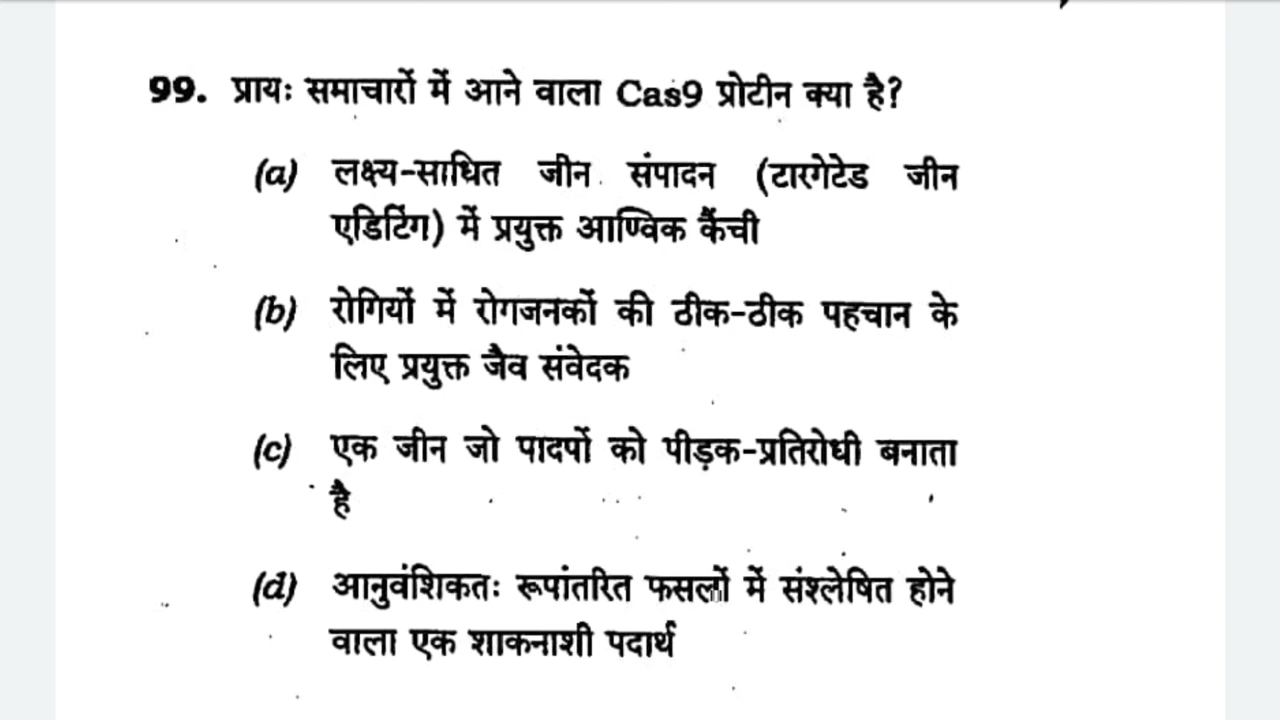 99. प्रायः समाचारों में आने वाला Cas9 प्रोटीन क्या है?
(a) लक्ष्य-साधित जीन संपादन (टारगेटेड जीन
एडिटिंग) में प्रयुक्त आण्विक कैंची
(b) रोगियों में रोगजनकों की ठीक-ठीक पहचान के
लिए प्रयुक्त जैव संवेदक
(c) एक जीन जो पादपों को पीड़क-प्रतिरोधी बनाता
है
(d) आनुवंशिकतः रूपांतरित फसलों में संश्लेषित होने
वाला एक शाकनाशी पदार्थ